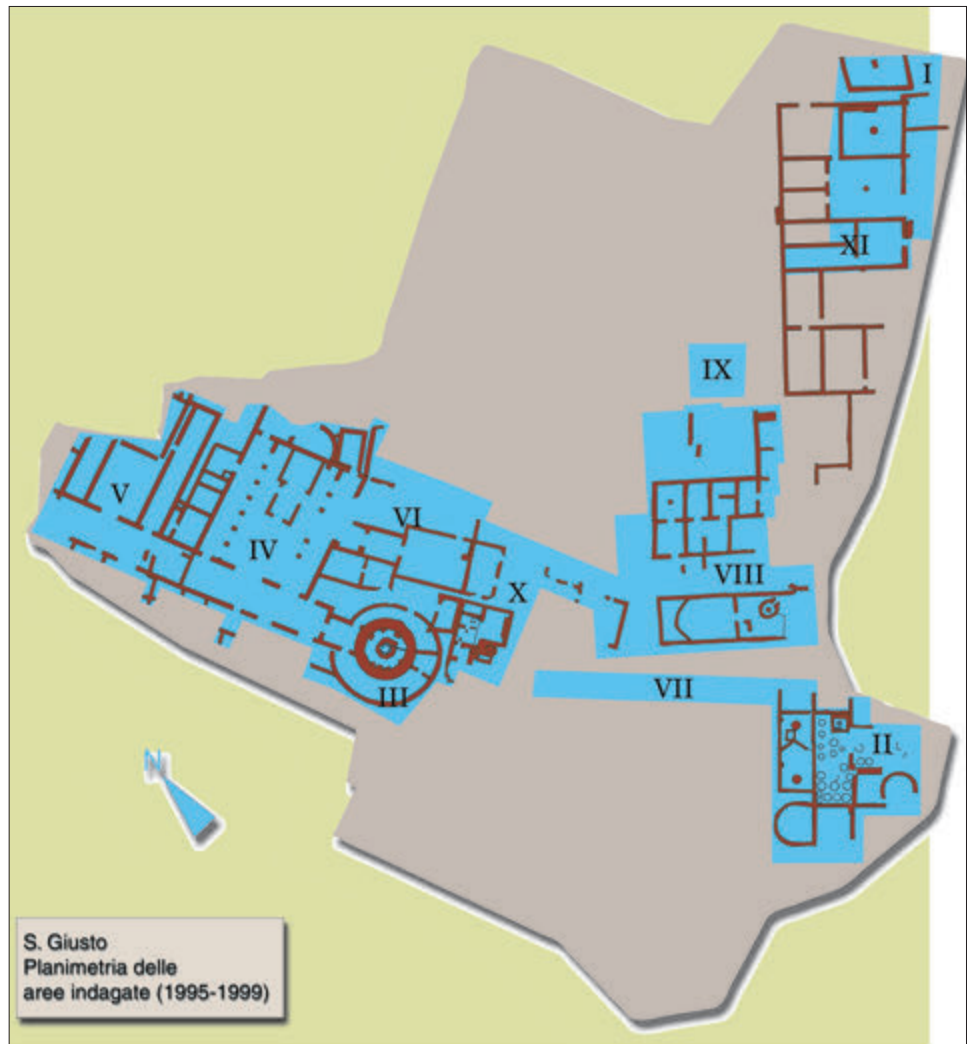 I
XI
IX
V
VI
IV
X
VIII
III
VII
II
N
S. Giusto
Planimetria delle
aree indagate (1995-1999)